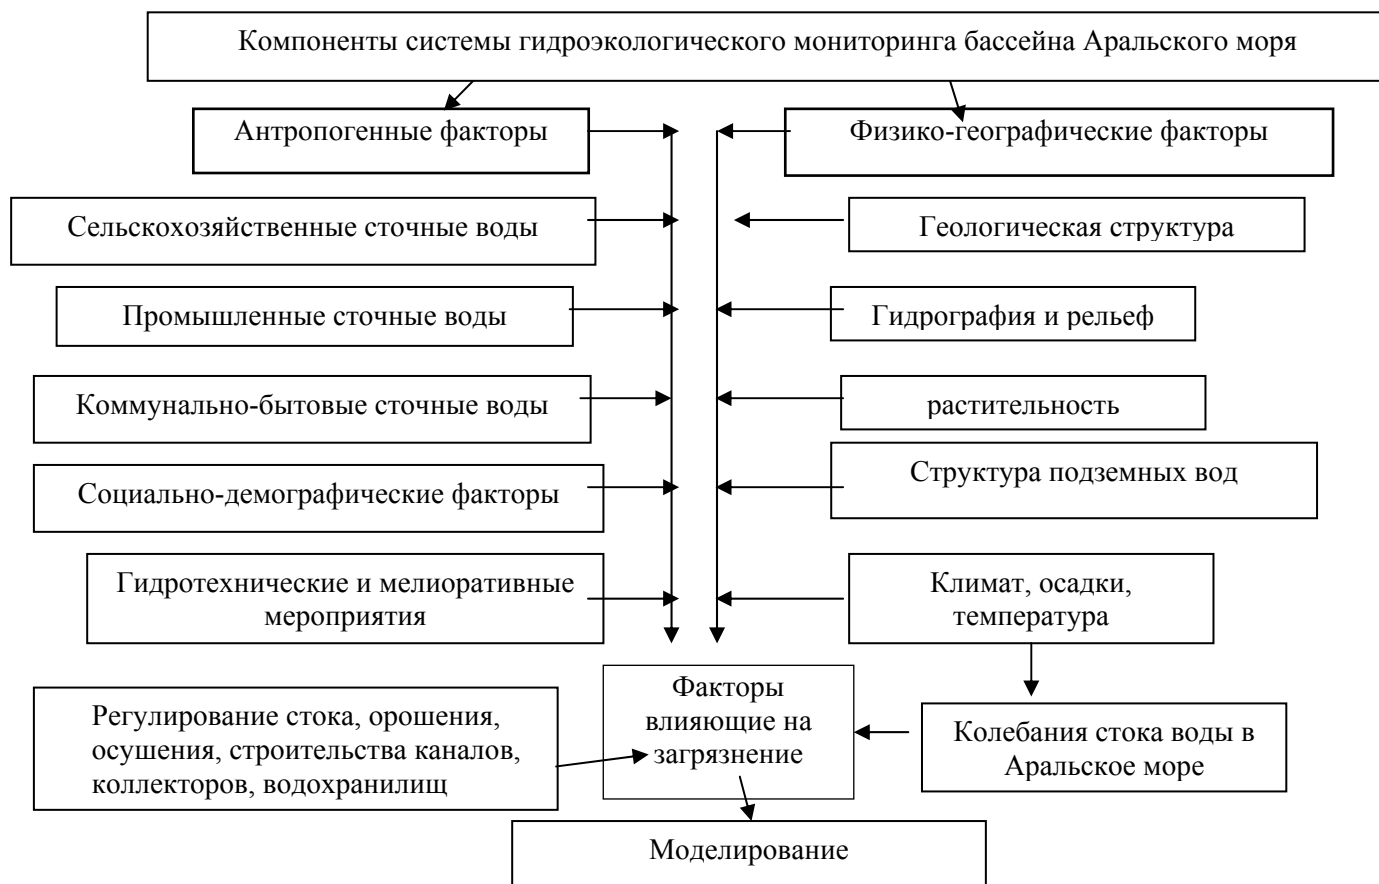 Компоненты системы гидроэкологического мониторинга бассейна Аральского моря
Антропогенные факторы
Физико-географические факторы
Сельскохозяйственные сточные воды
Геологическая структура
Промышленные сточные воды
Гидрография и рельеф
Коммунально-бытовые сточные воды
растительность
Социально-демографические факторы
Структура подземных вод
Гидротехнические и мелиоративные
мероприятия
Климат, осадки,
температура
Регулирование стока, орошения,
осушения, строительства каналов,
коллекторов, водохранилищ
Факторы
влияющие на
загрязнение
Колебания стока воды в
Аральское море
Моделирование